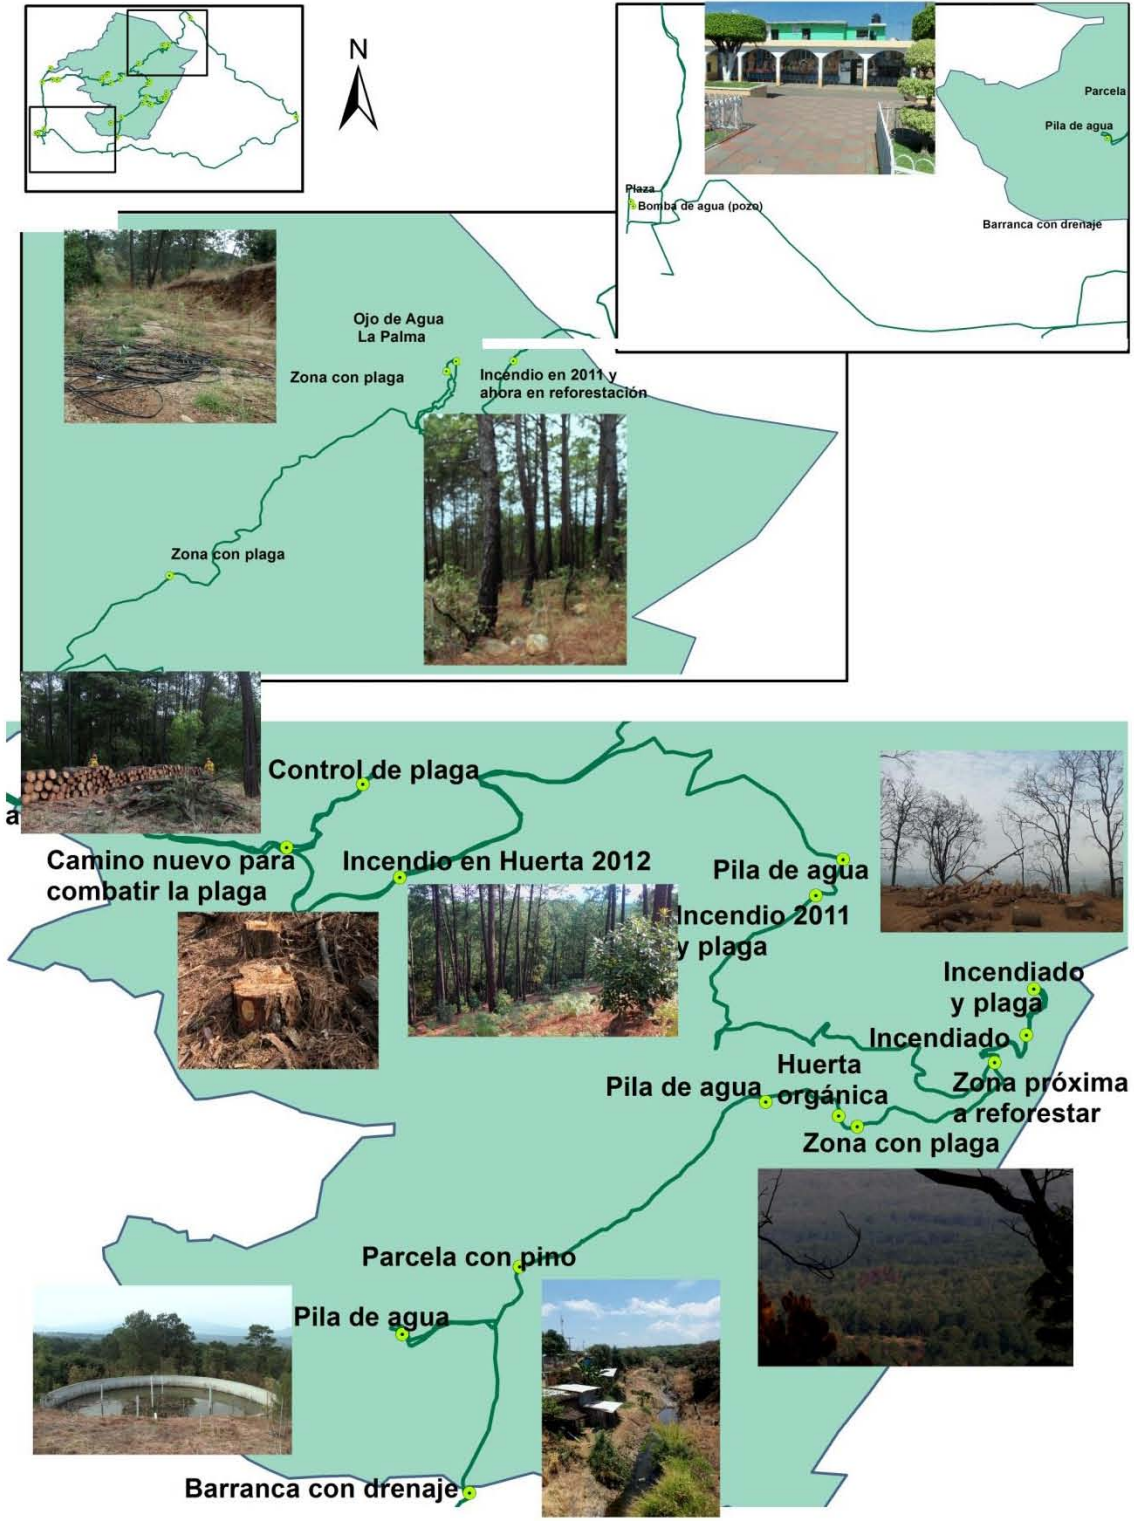 N
Parcela
Pila de agua
Plaza
Bomba de agua (pozo)
Barranca con drenaje
Ojo de Agua
La Palma
Zona con plaga
Incendio en 2011 y
ahora en reforestación
Zona con plaga
Control de plaga
a
Camino nuevo para
combatir la plaga
Incendio en Huerta 2012
Pila de agua
Incendio 2011
y plaga
Incendiado
y plaga
Incendiado
Huerta
orgánica
Pila de agua
Zona próxima
a reforestar
Zona con plaga
Parcela con pino
Pila de agua
Barranca con drenaje